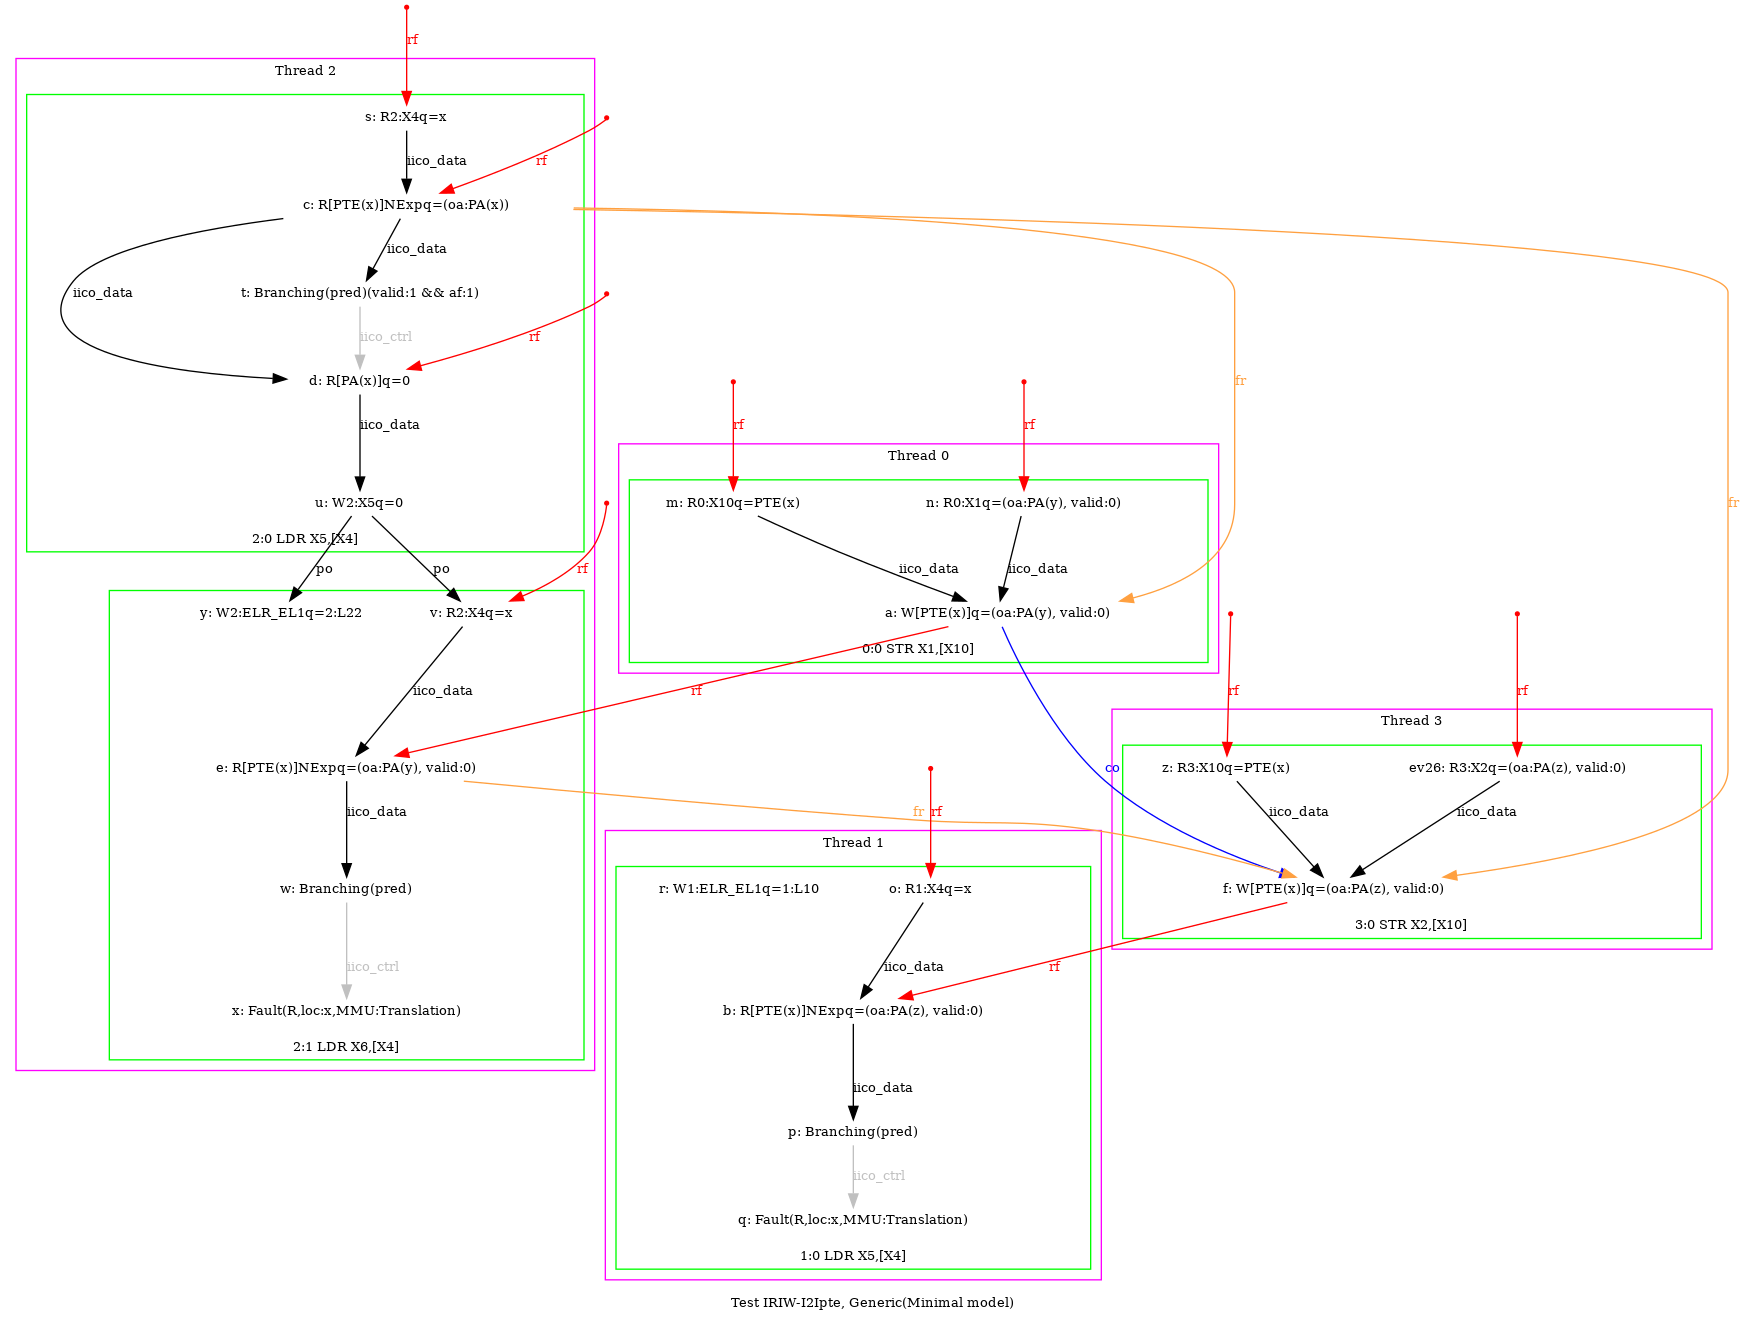 rf
Thread 2
s: R2:X4q=x
iico_data
rf
c: R[PTE(x)]NExpq=(oa:PA(x))
iico_data
iico_data
t: Branching(pred)(valid:1 && af:1)
iico_ctrl
rf
d: R[PA(x)]q=0
fr
iico_data
rf
rf
Thread 0
u: W2:X5q=0
m: R0:X10q=PTE(x)
n: R0:X1q=(oa:PA(y), valid:0)
fr
2:0 LDR X5,[X4]
po
po
rf
iico_data
iico_data
y: W2:ELR_EL1q=2:L22
v: R2:X4q=x
a: W[PTE(x)]q=(oa:PA(y), valid:0)
0:0 STR X1,[X10]
iico_data
rf
rf
rf
Thread 3
e: R[PTE(x)]NExpq=(oa:PA(y), valid:0)
co
z: R3:X10q=PTE(x)
ev26: R3:X2q=(oa:PA(z), valid:0)
iico_data
fr
rf
iico_data
iico_data
Thread 1
w: Branching(pred)
r: W1:ELR_EL1q=1:L10
o: R1:X4q=x
f: W[PTE(x)]q=(oa:PA(z), valid:0)
3:0 STR X2,[X10]
iico_ctrl
iico_data
rf
x: Fault(R,loc:x,MMU:Translation)
b: R[PTE(x)]NExpq=(oa:PA(z), valid:0)
2:1 LDR X6,[X4]
iico_data
p: Branching(pred)
iico_ctrl
q: Fault(R,loc:x,MMU:Translation)
1:0 LDR X5,[X4]
Test IRIW-I2Ipte, Generic(Minimal model)